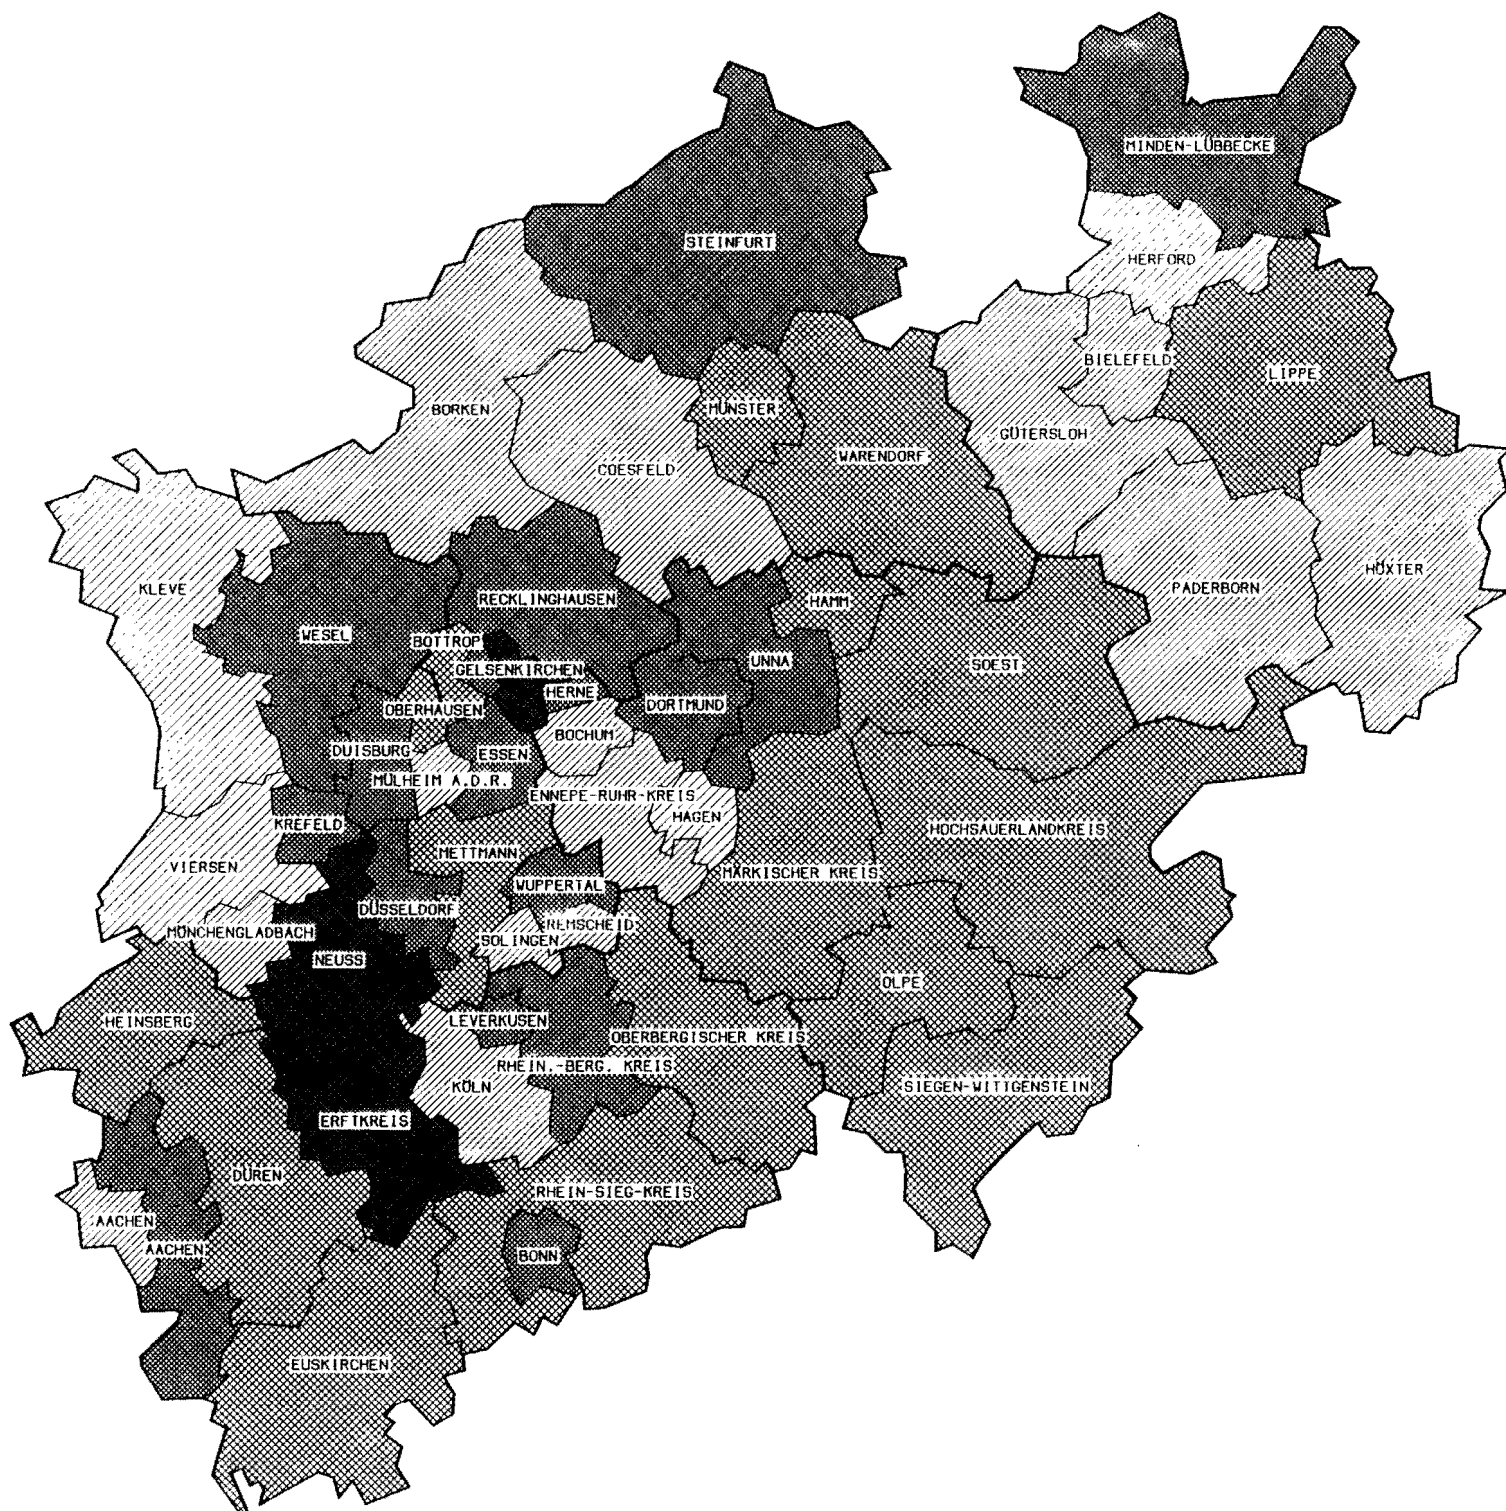 MINDEN-LÜBBECKE
STEINFURT
HERFORD
BIELEFELD
LIPPE
MÜNSTER
BORKEN
GÜTERSLOH
WARENDORF
COESFELD
HÖXTER
KLEVE
PADERBORN
RECKLINGHAUSEN
HAMM
WESEL
BOTTROP
UNNA
SOEST
GELSENKIRCHEN
HERNE
OBERHAUSEN
DORTMUND
BOCHUM
DUISBURG
ESSEN
MÜLHEIM A.D.R.
ENNEPE-RUHR-KREIS
HAGEN
KREFELD
HOCHSAUERLANDKREIS
METTMANN
VIERSEN
MÄRKISCHER KREIS
WUPPERTAL
DÜSSELDORF
REMSCHEID
MÖNCHENGLADBACH
SOLINGEN
NEUSS
OLPE
HEINSBERG
LEVERKUSEN
OBERBERGISCHER KREIS
RHEIN.-BERG. KREIS
KÖLN
SIEGEN-WITTGENSTEIN
ERFTKREIS
DÜREN
RHEIN-SIEG-KREIS
AACHEN
AACHEN
BONN
EUSKIRCHEN